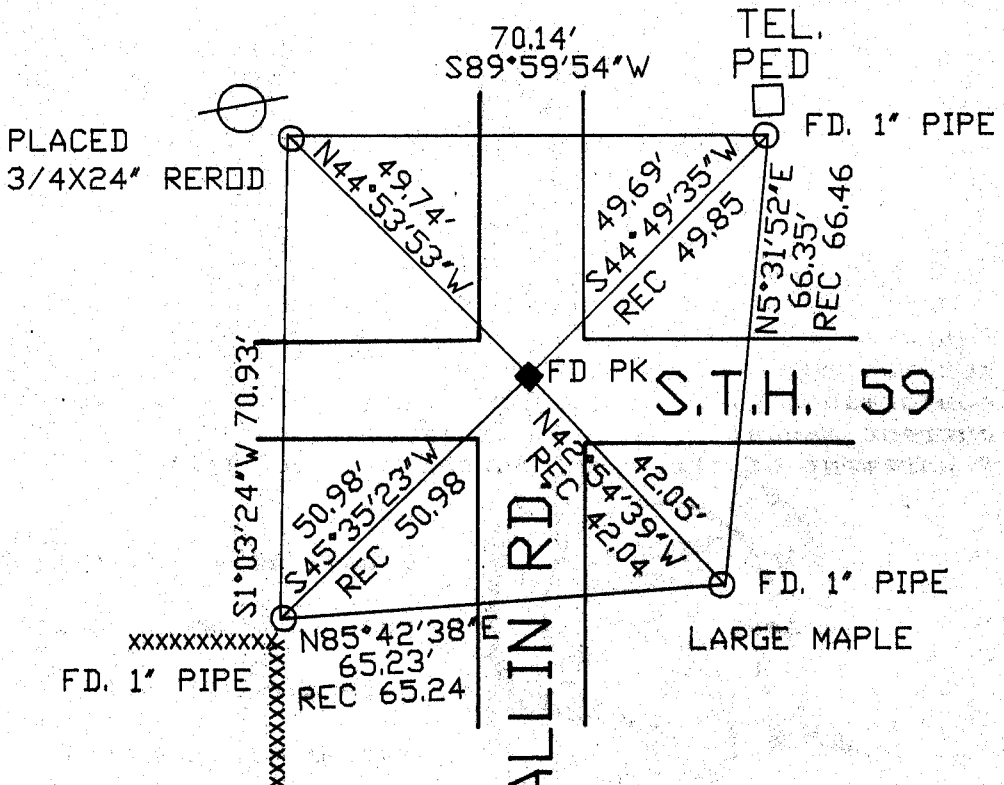 70.14'
S89°59'54"W
TEL.
PED
PLACED
3/4X24" REROD
FD. 1" PIPE
49.74'
N44°53'53"W
49.69'
S44°49'35"W
REC 49.85
N5°31'52"E
66.35'
REC 66.46
FD PK
S.T.H. 59
S1°03'24"W 70.93'
50.98'
S45°35'23"W
REC 50.98
42.05'
N42°54'39"W
REC 42.04
ALLIN RD.
FD. 1" PIPE
LARGE MAPLE
xxxxxxxxxxx
N85°42'38"E
65.23'
REC 65.24
FD. 1" PIPE